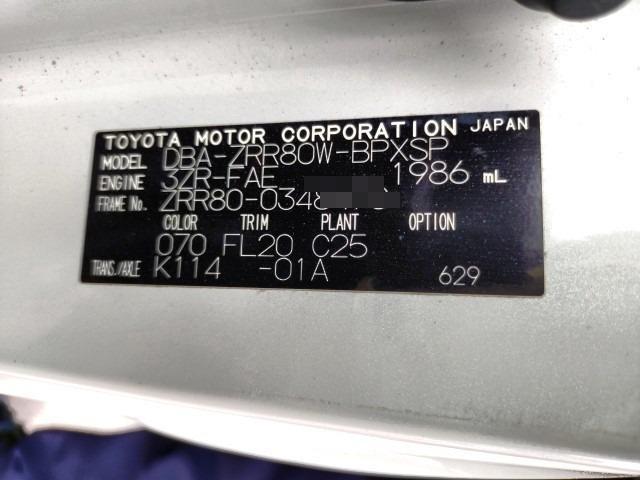 TOYOTA MOTOR CORPORATION JAPAN
MODEL DBA-ZRR80W-BPXSP
ENGINE 3ZR-FAE 1986 mL
FRAME No. ZRR80-0348
COLOR TRIM PLANT OPTION
070 FL20 C25
TRANS./AXLE K114 -01A 629